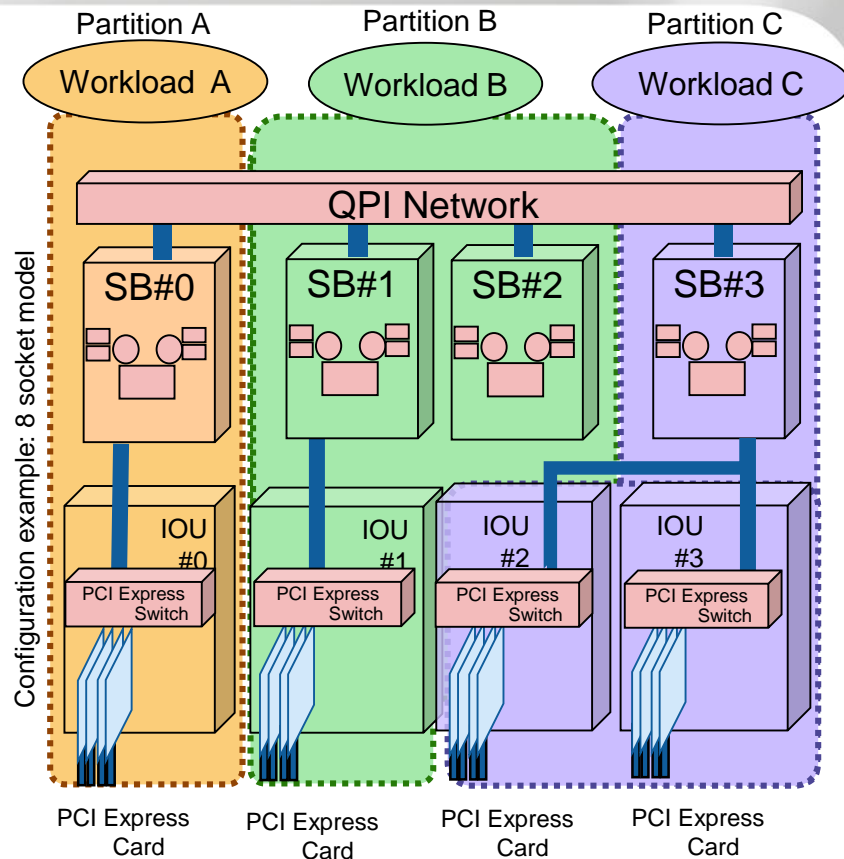 Partition A
Partition B
Partition C
Workload A
Workload B
Workload C
QPI Network
SB#0
SB#1
SB#2
SB#3
Configuration example: 8 socket model
IOU
#0
IOU
#1
IOU
#2
IOU
#3
PCI Express
Switch
PCI Express
Switch
PCI Express
Switch
PCI Express
Switch
PCI Express
Card
PCI Express
Card
PCI Express
Card
PCI Express
Card